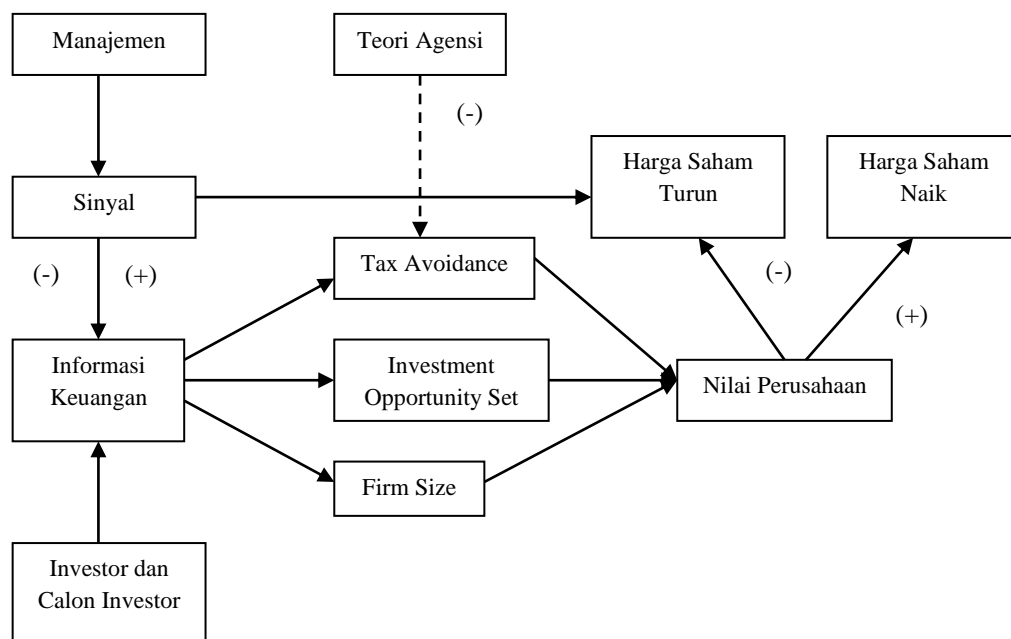 Manajemen
Teori Agensi
(-)
Harga Saham
Turun
Harga Saham
Naik
Sinyal
(-)
(+)
Tax Avoidance
(-)
(+)
Informasi
Keuangan
Investment
Opportunity Set
Nilai Perusahaan
Firm Size
Investor dan
Calon Investor